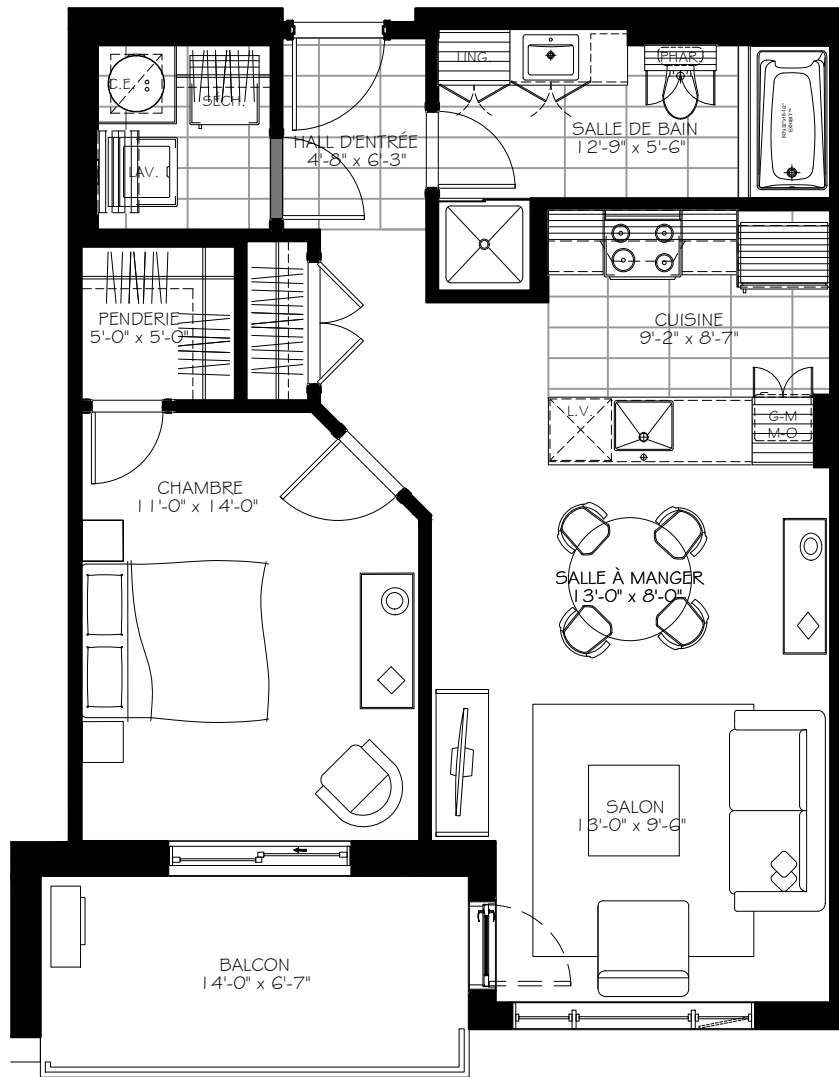 LING.
PHAR.
C.E.
SÉCH.
HALL D'ENTRÉE
4'-8" x 6'-3"
SALLE DE BAIN
12'-9" x 5'-6"
LAV.
PENDERIE
5'-0" x 5'-0"
CUISINE
9'-2" x 8'-7"
L.V.
G-M
M-O
CHAMBRE
11'-0" x 14'-0"
SALLE À MANGER
13'-0" x 8'-0"
SALON
13'-0" x 9'-6"
BALCON
14'-0" x 6'-7"